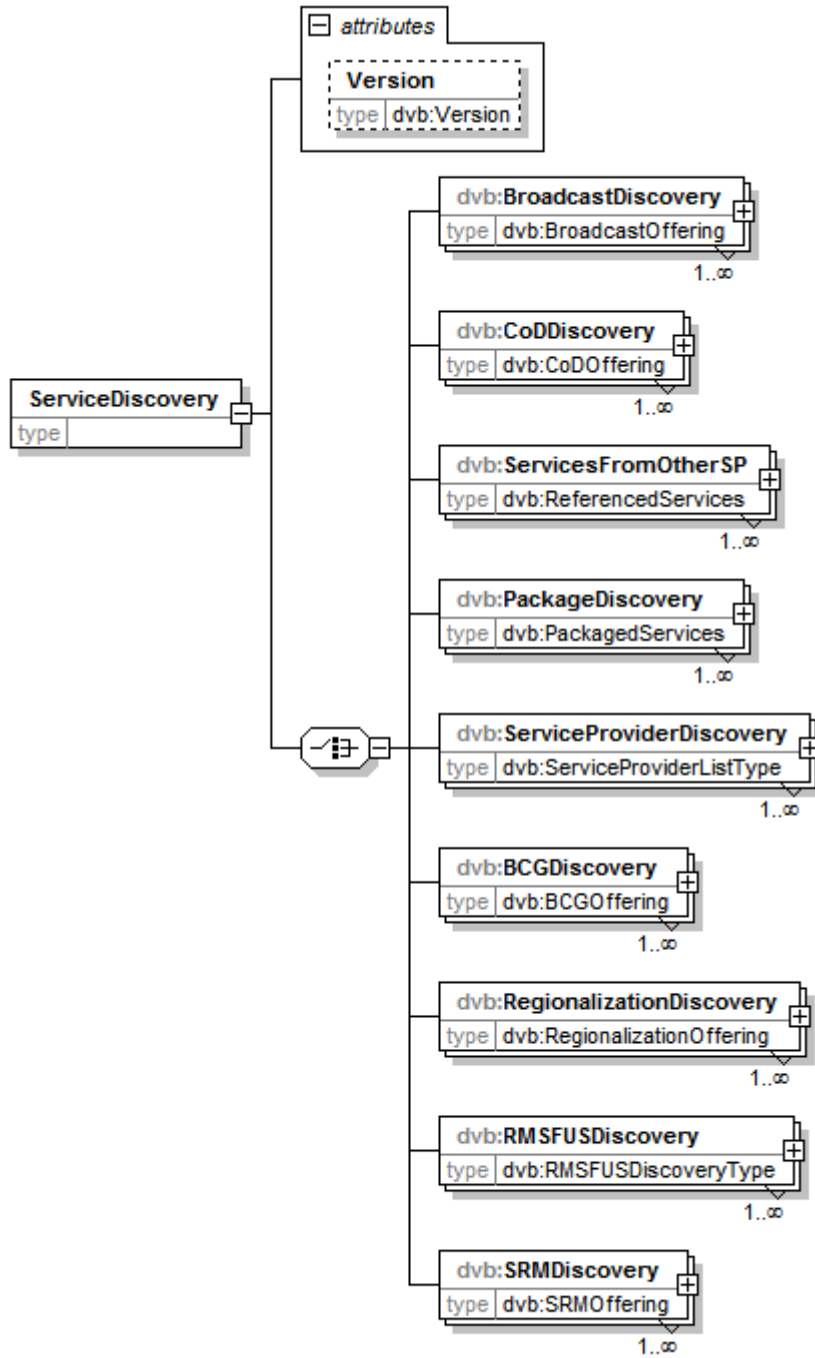 attributes
Version
type dvb:Version
dvb:BroadcastDiscovery
type dvb:BroadcastOffering
1..∞
dvb:CoDDiscovery
type dvb:CoDOffering
1..∞
ServiceDiscovery
type
dvb:ServicesFromOtherSP
type dvb:ReferencedServices
1..∞
dvb:PackageDiscovery
type dvb:PackagedServices
1..∞
dvb:ServiceProviderDiscovery
type dvb:ServiceProviderListType
1..∞
dvb:BCGDiscovery
type dvb:BCGOffering
1..∞
dvb:RegionalizationDiscovery
type dvb:RegionalizationOffering
1..∞
dvb:RMSFUSDiscovery
type dvb:RMSFUSDiscoveryType
1..∞
dvb:SRMDiscovery
type dvb:SRMOffering
1..∞